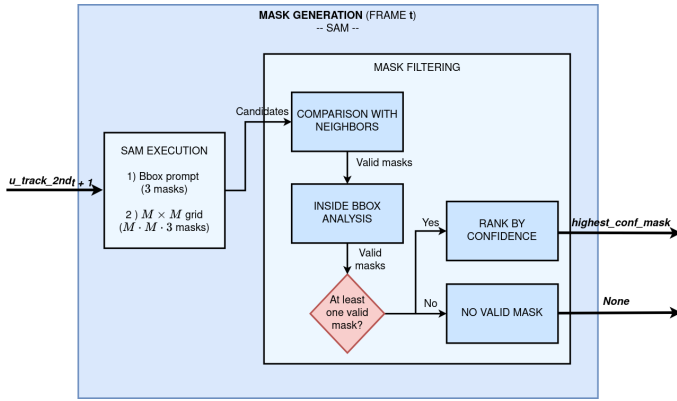 MASK GENERATION (FRAME t)
-- SAM --
MASK FILTERING
u_track_2nd_{t + 1}
SAM EXECUTION
1) Bbox prompt
(3 masks)
2 ) M × M grid
(M · M · 3 masks)
Candidates
COMPARISON WITH
NEIGHBORS
Valid masks
INSIDE BBOX
ANALYSIS
Valid
masks
At least
one valid
mask?
Yes
RANK BY
CONFIDENCE
highest_conf_mask
No
NO VALID MASK
None